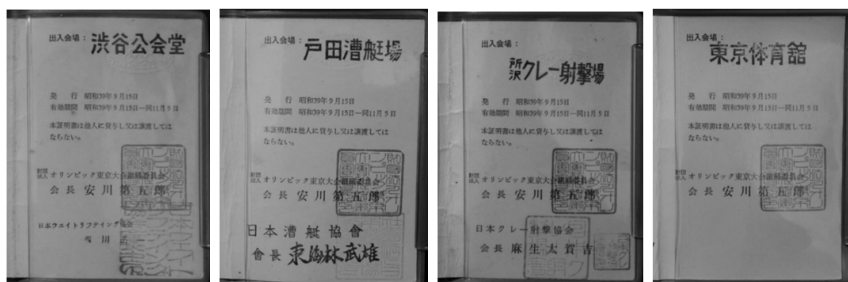 出入会場：渋谷公会堂
発　行　昭和39年9月15日
有効期間　昭和39年9月15日―同11月5日
本証明書は他人に貸与し又は譲渡しては
ならない。
財団法人 オリンピック東京大会組織委員会
会長 安川第五郎
日本ウエイトリフティング協会
出入会場：戸田漕艇場
発　行　昭和39年9月15日
有効期間　昭和39年9月15日―同11月5日
本証明書は他人に貸与し又は譲渡しては
ならない。
財団法人 オリンピック東京大会組織委員会
会長 安川第五郎
日本漕艇協會
會長 東海林武雄
出入会場：所沢クレー射撃場
発　行　昭和39年9月15日
有効期間　昭和39年9月15日―同11月5日
本証明書は他人に貸与し又は譲渡しては
ならない。
財団法人 オリンピック東京大会組織委員会
会長 安川第五郎
日本クレー射撃協会
会長 麻生太賀吉
出入会場：東京体育館
発　行　昭和39年9月15日
有効期間　昭和39年9月15日―同11月5日
本証明書は他人に貸与し又は譲渡しては
ならない。
財団法人 オリンピック東京大会組織委員会
会長 安川第五郎